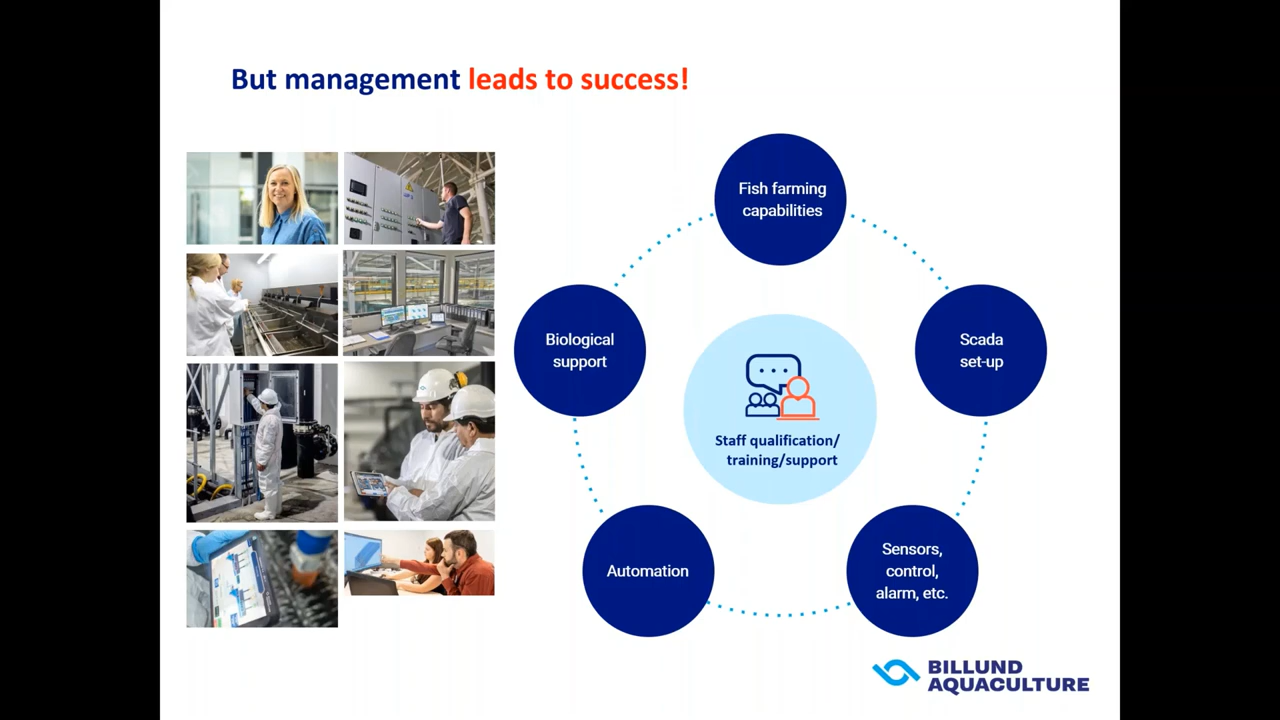 But management leads to success!
Fish farming
capabilities
Biological
support
Scada
set-up
Staff qualification/
training/support
Automation
Sensors,
control,
alarm, etc.
BILLUND
AQUACULTURE